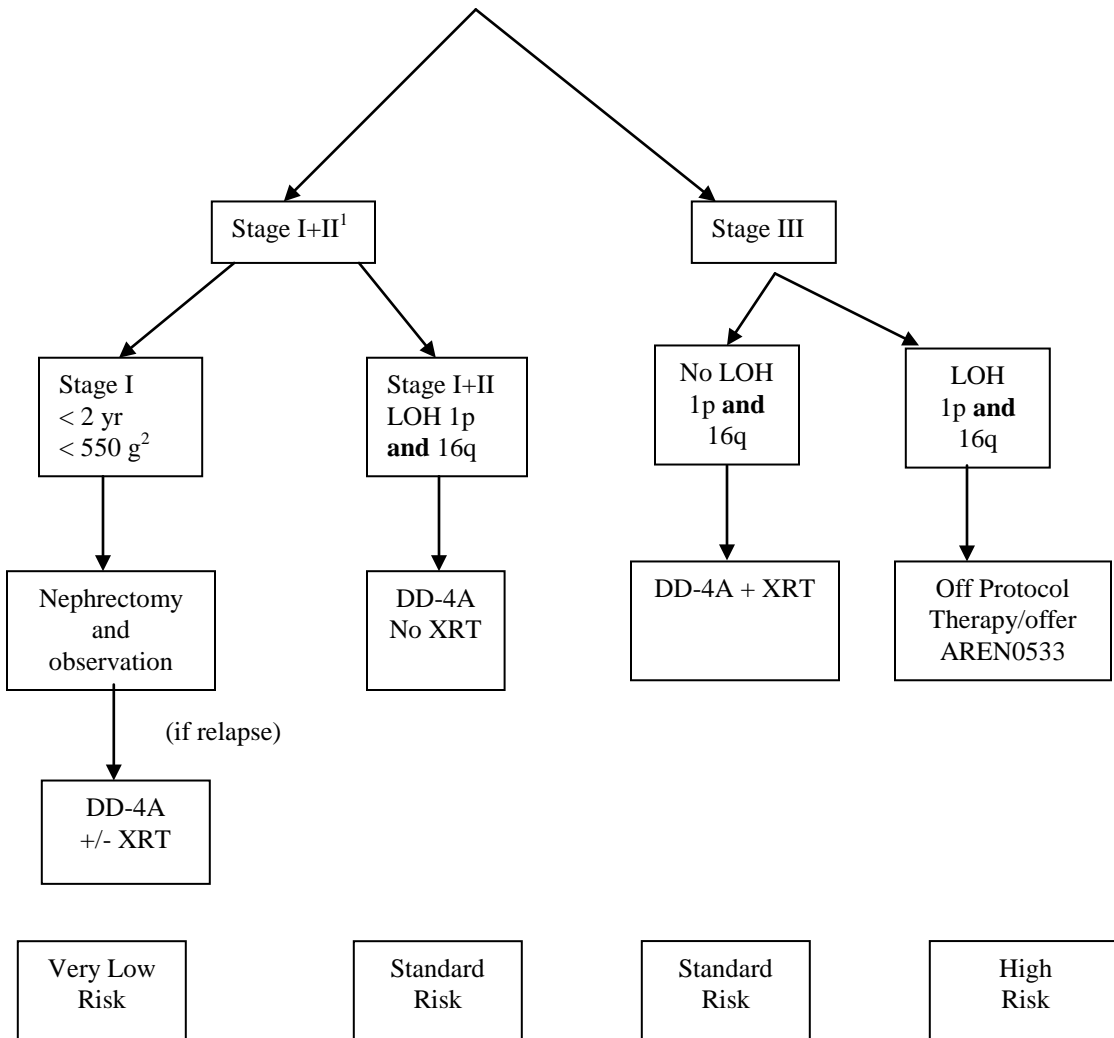 Stage I+II¹
Stage III
Stage I
< 2 yr
< 550 g²
Stage I+II
LOH 1p
and 16q
No LOH
1p and
16q
LOH
1p and
16q
Nephrectomy
and
observation
DD-4A
No XRT
DD-4A + XRT
Off Protocol
Therapy/offer
AREN0533
(if relapse)
DD-4A
+/- XRT
Very Low
Risk
Standard
Risk
Standard
Risk
High
Risk